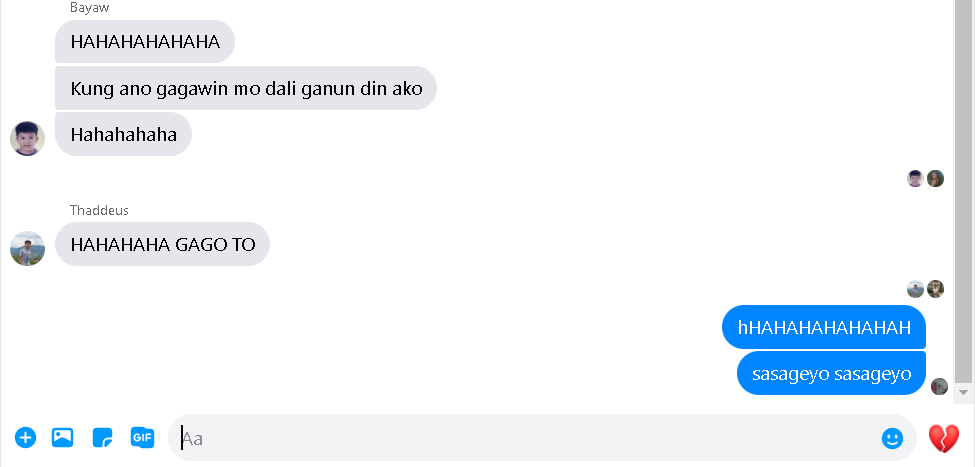 Bayaw
HAHAHAHAHAHA
Kung ano gagawin mo dali ganun din ako
Hahahahaha
Thaddeus
HAHAHAHA GAGO TO
hHAHAHAHAHAHAH
sasageyo sasageyo
GIF
Aa